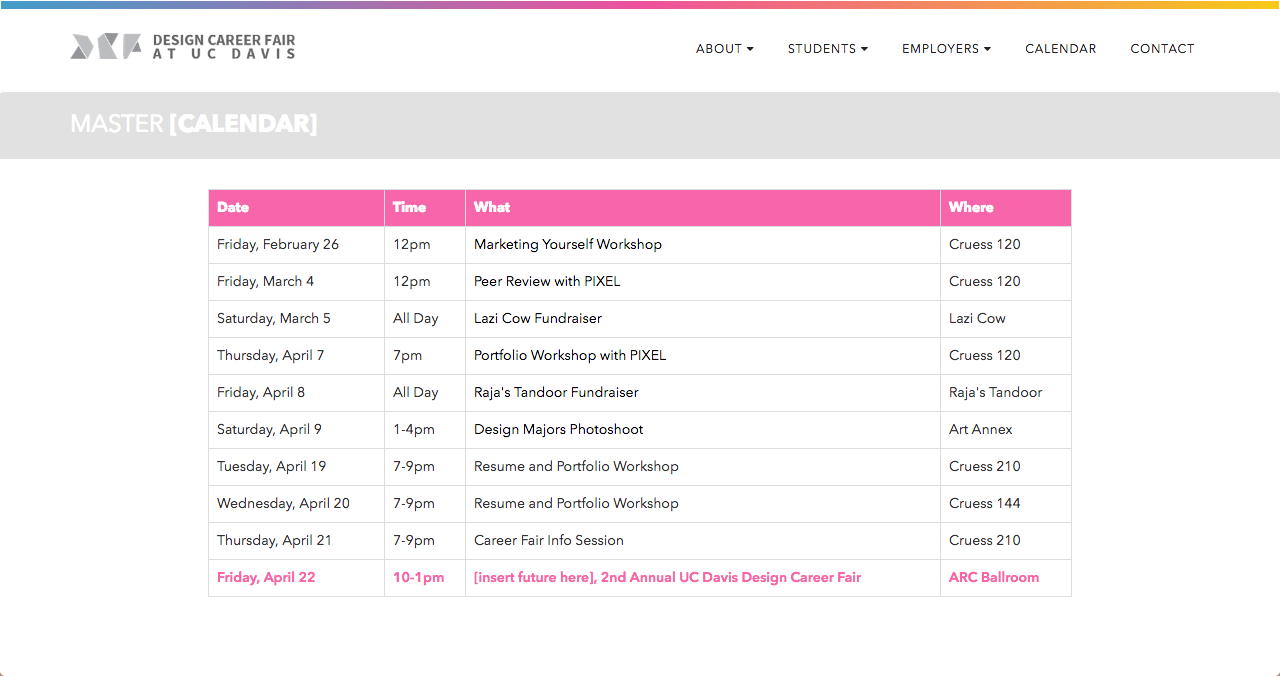 DESIGN CAREER FAIR
AT UC DAVIS
ABOUT STUDENTS EMPLOYERS CALENDAR CONTACT
MASTER [CALENDAR]
Date Time What Where
Friday, February 26 12pm Marketing Yourself Workshop Cruess 120
Friday, March 4 12pm Peer Review with PIXEL Cruess 120
Saturday, March 5 All Day Lazi Cow Fundraiser Lazi Cow
Thursday, April 7 7pm Portfolio Workshop with PIXEL Cruess 120
Friday, April 8 All Day Raja's Tandoor Fundraiser Raja's Tandoor
Saturday, April 9 1-4pm Design Majors Photoshoot Art Annex
Tuesday, April 19 7-9pm Resume and Portfolio Workshop Cruess 210
Wednesday, April 20 7-9pm Resume and Portfolio Workshop Cruess 144
Thursday, April 21 7-9pm Career Fair Info Session Cruess 210
Friday, April 22 10-1pm [insert future here], 2nd Annual UC Davis Design Career Fair ARC Ballroom